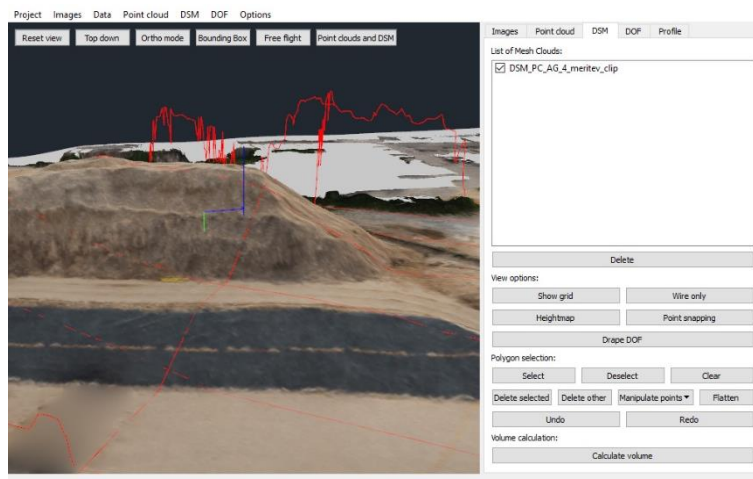 Project Images Data Point cloud DSM DOF Options
Reset view Top down Ortho mode Bounding Box Free flight Point clouds and DSM
Images Point cloud DSM DOF Profile
List of Mesh Clouds:
DSM_PC_AG_4_meritev_clip
Delete
View options:
Show grid Wire only
Heightmap Point snapping
Drape DOF
Polygon selection:
Select Deselect Clear
Delete selected Delete other Manipulate points Flatten
Undo Redo
Volume calculation:
Calculate volume